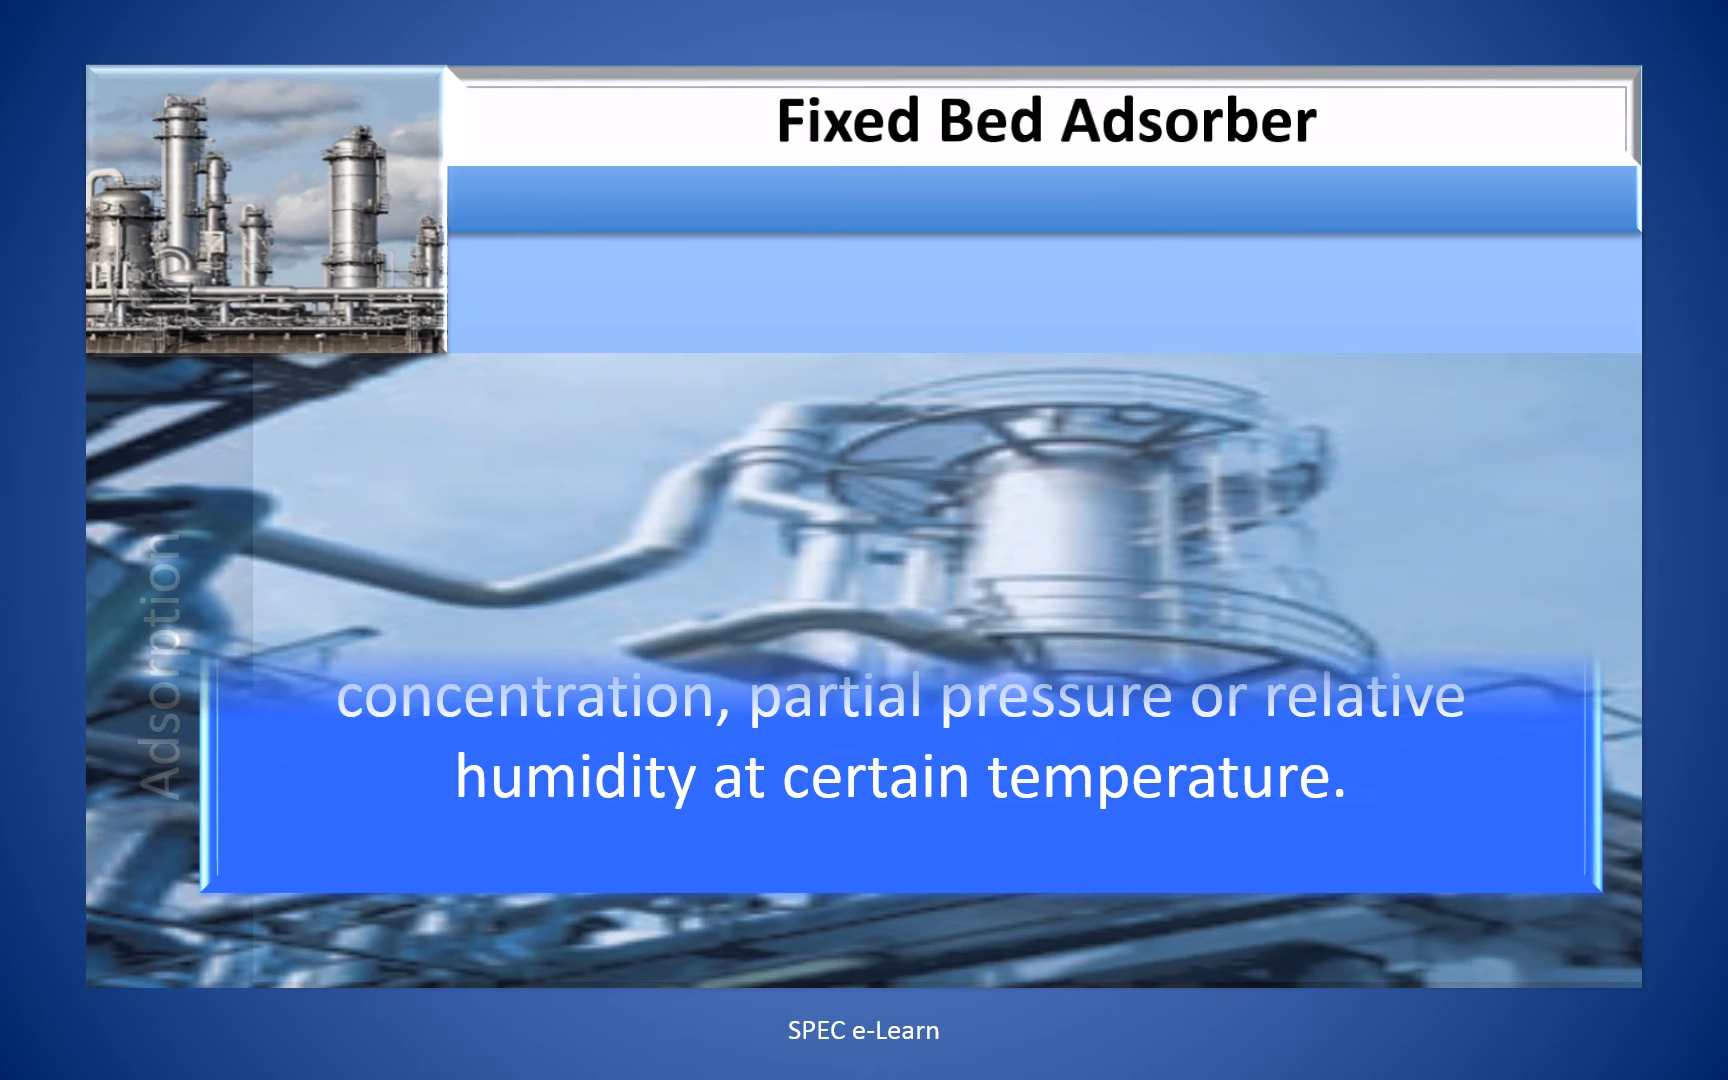 Fixed Bed Adsorber
Adsorption
concentration, partial pressure or relative
humidity at certain temperature.
SPEC e-Learn